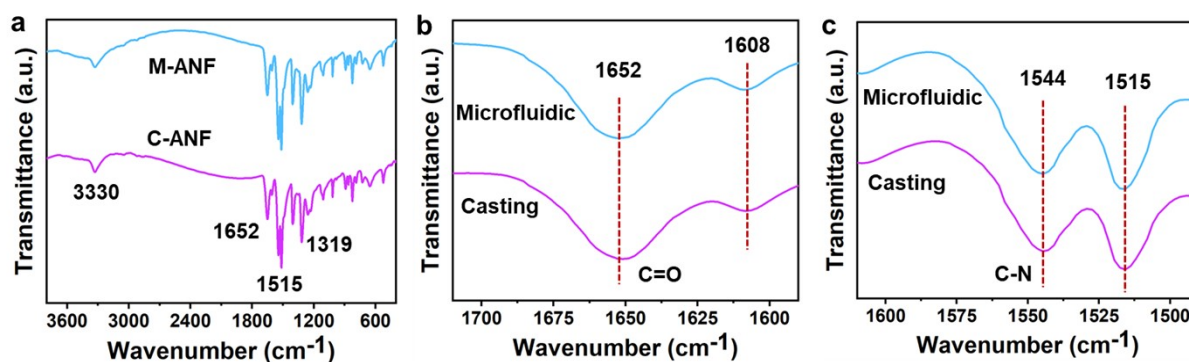 a
Transmittance (a.u.)
M-ANF
C-ANF
3330
1652
1319
1515
3600 3000 2400 1800 1200 600
Wavenumber (cm⁻¹)
b
Transmittance (a.u.)
1652
1608
Microfluidic
Casting
C=O
1700 1675 1650 1625 1600
Wavenumber (cm⁻¹)
c
Transmittance (a.u.)
1544
1515
Microfluidic
Casting
C-N
1600 1575 1550 1525 1500
Wavenumber (cm⁻¹)